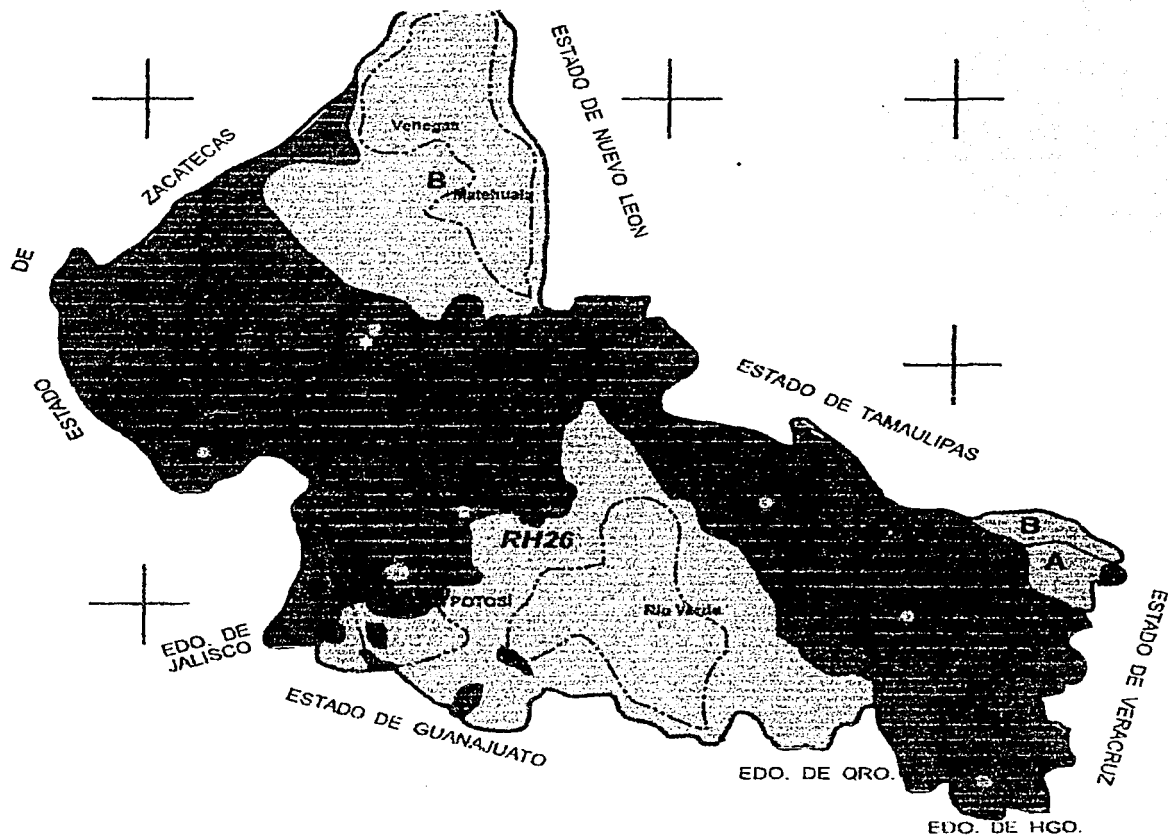 ESTADO DE NUEVO LEON
Venegas
ZACATECAS
B
Matehuala
DE
ESTADO
ESTADO DE TAMAULIPAS
RH26
B
A
POTOSI
Rio Verde
EDO. DE
JALISCO
ESTADO DE GUANAJUATO
ESTADO DE VERACRUZ
EDO. DE QRO.
EDO. DE HGO.